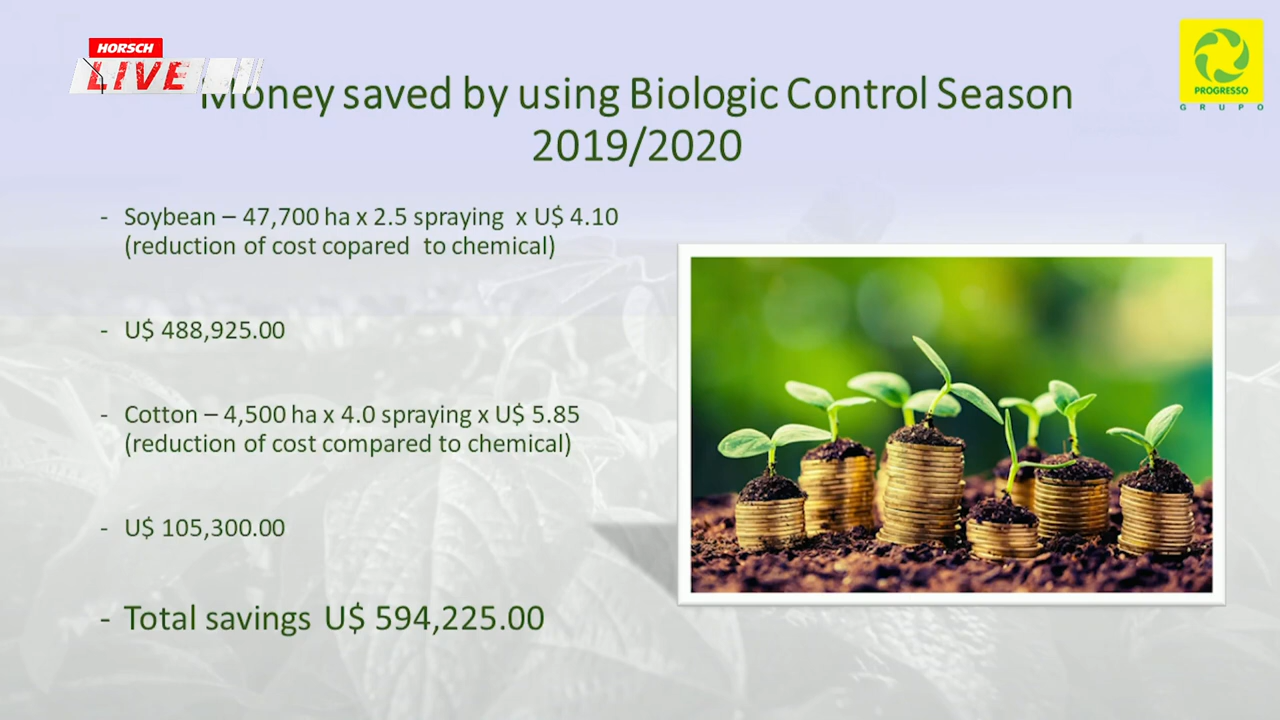 HORSCH
LIVE
Money saved by using Biologic Control Season
2019/2020
PROGRESSO
GRUPO
- Soybean – 47,700 ha x 2.5 spraying x U$ 4.10
(reduction of cost copared to chemical)
- U$ 488,925.00
- Cotton – 4,500 ha x 4.0 spraying x U$ 5.85
(reduction of cost compared to chemical)
- U$ 105,300.00
- Total savings U$ 594,225.00